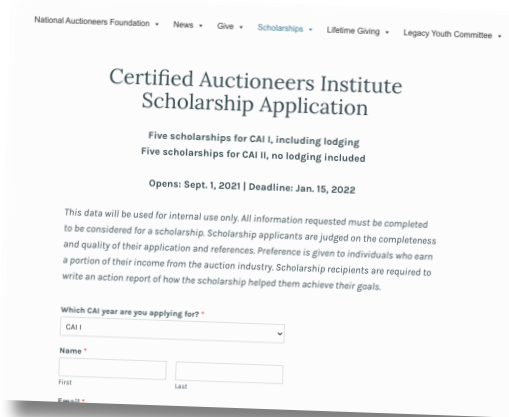 National Auctioneers Foundation News Give Scholarships Lifetime Giving Legacy Youth Committee
Certified Auctioneers Institute
Scholarship Application
Five scholarships for CAI I, including lodging
Five scholarships for CAI II, no lodging included
Opens: Sept. 1, 2021 | Deadline: Jan. 15, 2022
This data will be used for internal use only. All information requested must be completed
to be considered for a scholarship. Scholarship applicants are judged on the completeness
and quality of their application and references. Preference is given to individuals who earn
a portion of their income from the auction industry. Scholarship recipients are required to
write an action report of how the scholarship helped them achieve their goals.
Which CAI year are you applying for? *
CAI I
Name *
First Last
Email *